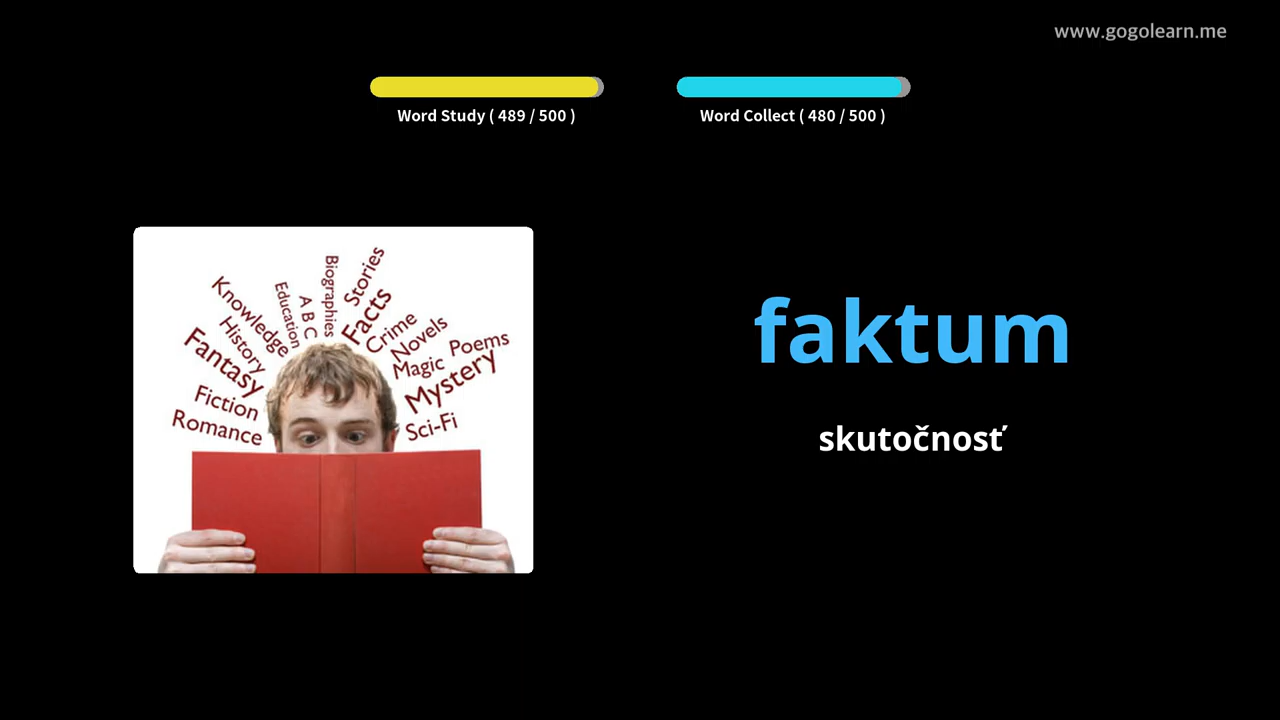 www.gogolearn.me
Word Study ( 489 / 500 )
Word Collect ( 480 / 500 )
Biographies
Stories
Education
A B C
Facts
Knowledge
Crime
History
Novels
Poems
Fantasy
Magic
Mystery
Fiction
Romance
Sci-Fi
faktum
skutočnosť